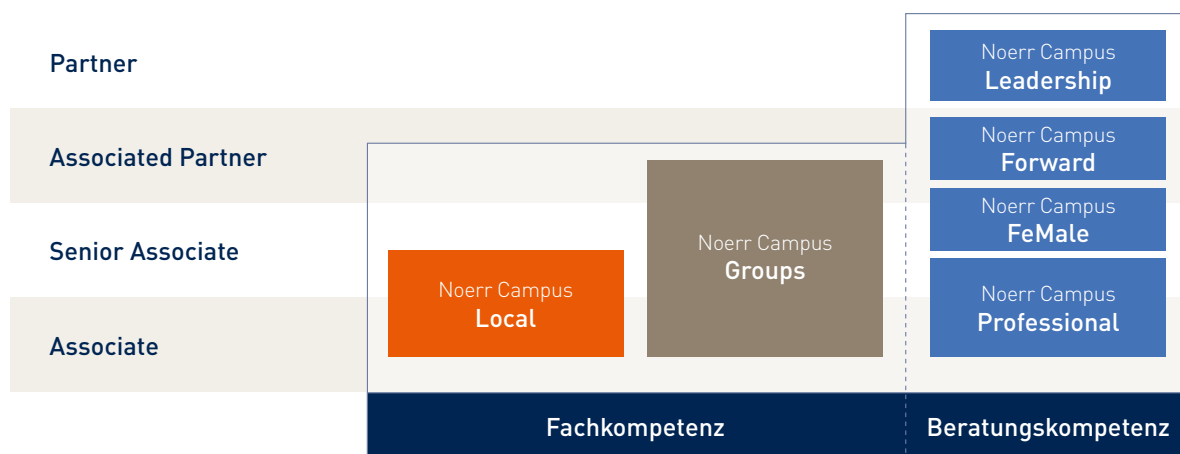 Partner
Associated Partner
Senior Associate
Associate
Noerr Campus
Local
Noerr Campus
Groups
Noerr Campus
Leadership
Noerr Campus
Forward
Noerr Campus
FeMale
Noerr Campus
Professional
Fachkompetenz
Beratungskompetenz